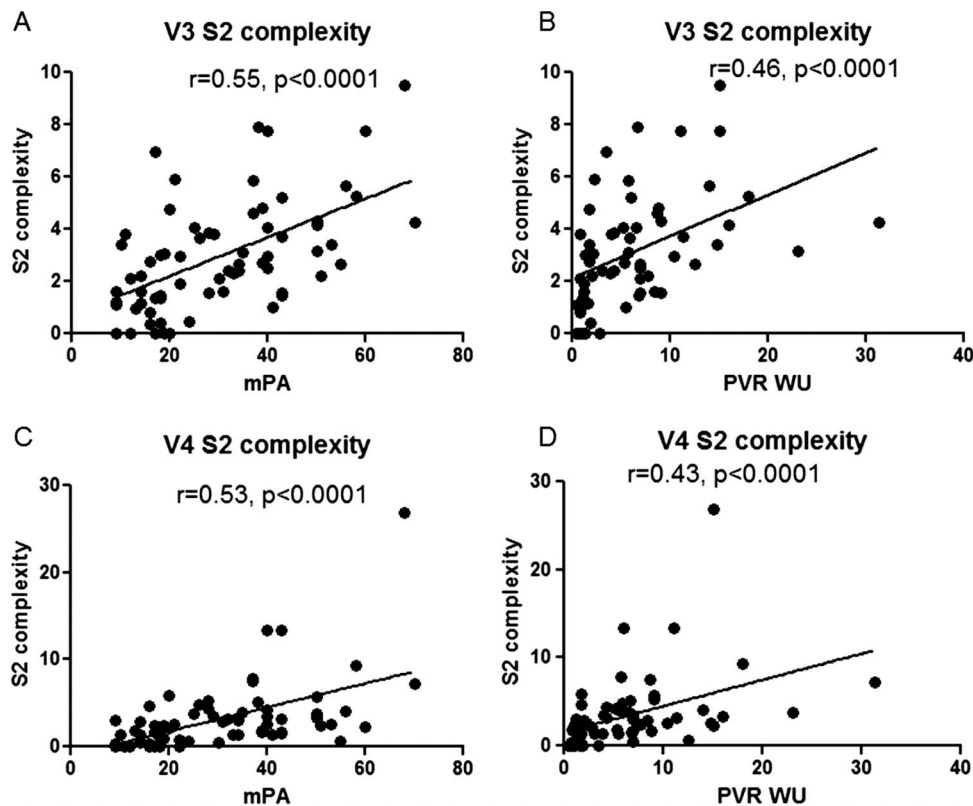 A
V3 S2 complexity
r=0.55, p<0.0001
10
8
6
4
2
0
S2 complexity
0 20 40 60 80
mPA
B
V3 S2 complexity
r=0.46, p<0.0001
10
8
6
4
2
0
S2 complexity
0 10 20 30 40
PVR WU
C
V4 S2 complexity
r=0.53, p<0.0001
30
20
10
0
S2 complexity
0 20 40 60 80
mPA
D
V4 S2 complexity
r=0.43, p<0.0001
30
20
10
0
S2 complexity
0 10 20 30 40
PVR WU